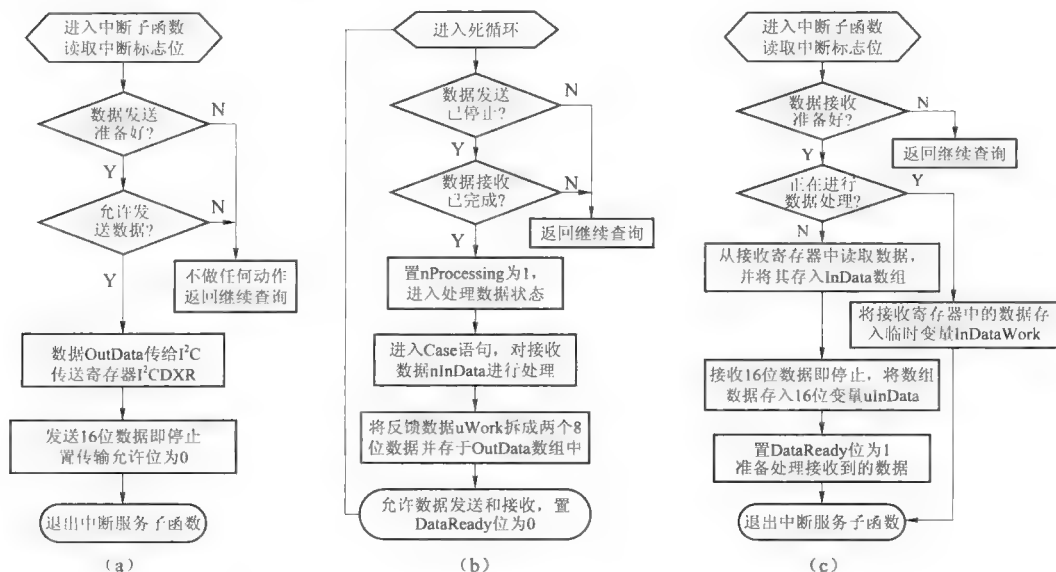 进入中断子函数
读取中断标志位
数据发送
准备好?
N
Y
允许发
送数据?
N
Y
不做任何动作
返回继续查询
数据OutData传给I²C
传送寄存器I²CDXR
发送16位数据即停止
置传输允许位为0
退出中断服务子函数
(a)
进入死循环
数据发送
已停止?
N
Y
数据接收
已完成?
N
Y
返回继续查询
置nProcessing为1,
进入处理数据状态
进入Case语句,对接收
数据nInData进行处理
将反馈数据uWork拆成两个8
位数据并存于OutData数组中
允许数据发送和接收,置
DataReady位为0
(b)
进入中断子函数
读取中断标志位
数据接收
准备好?
N
Y
返回继续查询
正在进行
数据处理?
Y
N
从接收寄存器中读取数据,
并将其存入InData数组
将接收寄存器中的数据存
入临时变量InDataWork
接收16位数据即停止,将数组
数据存入16位变量uInData
置DataReady位为1
准备处理接收到的数据
退出中断服务子函数
(c)